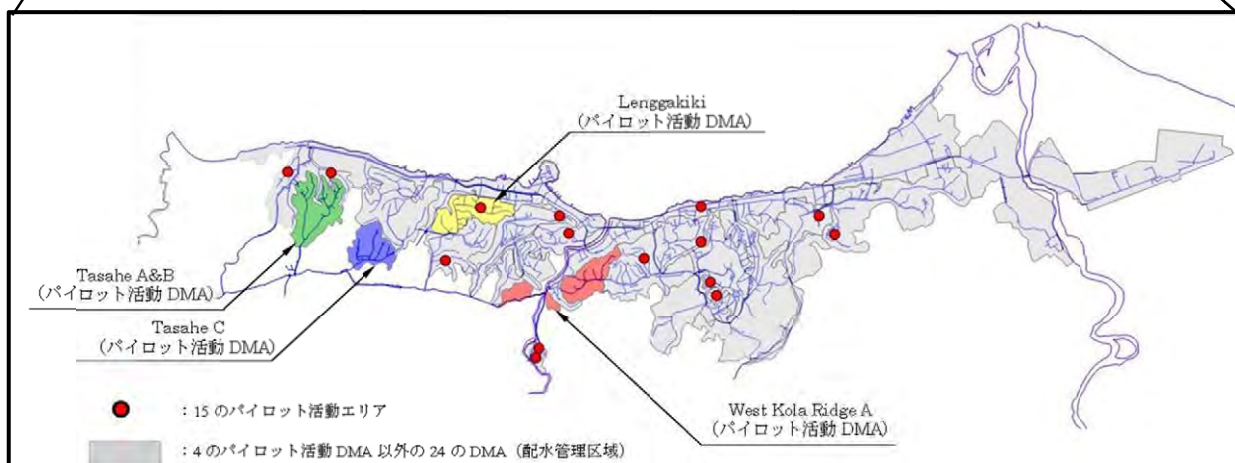 Lenggakiki
(パイロット活動 DMA)
Tasahe A&B
(パイロット活動 DMA)
Tasahe C
(パイロット活動 DMA)
West Kola Ridge A
(パイロット活動 DMA)
：15 のパイロット活動エリア
：4 のパイロット活動 DMA 以外の 24 の DMA（配水管理区域）